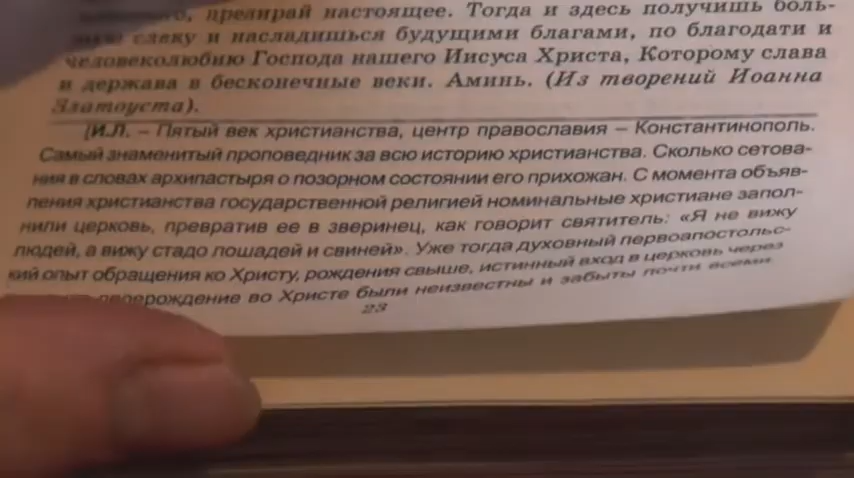 презирай настоящее. Тогда и здесь получишь боль-
славу и насладишься будущими благами, по благодати и
человеколюбию Господа нашего Иисуса Христа, Которому слава
и держава в бесконечные веки. Аминь. (Из творений Иоанна
Златоуста).
(И.Л. – Пятый век христианства, центр православия – Константинополь.
Самый знаменитый проповедник за всю историю христианства. Сколько сетова-
ния в словах архипастыря о позорном состоянии его прихожан. С момента объяв-
ления христианства государственной религией номинальные христиане запол-
нили церковь, превратив ее в зверинец, как говорит святитель: «Я не вижу
людей, а вижу стадо лошадей и свиней». Уже тогда духовный первоапостольс-
кий опыт обращения ко Христу, рождения свыше, истинный вход в церковь через
перерождение во Христе были неизвестны и забыты почти всеми
23